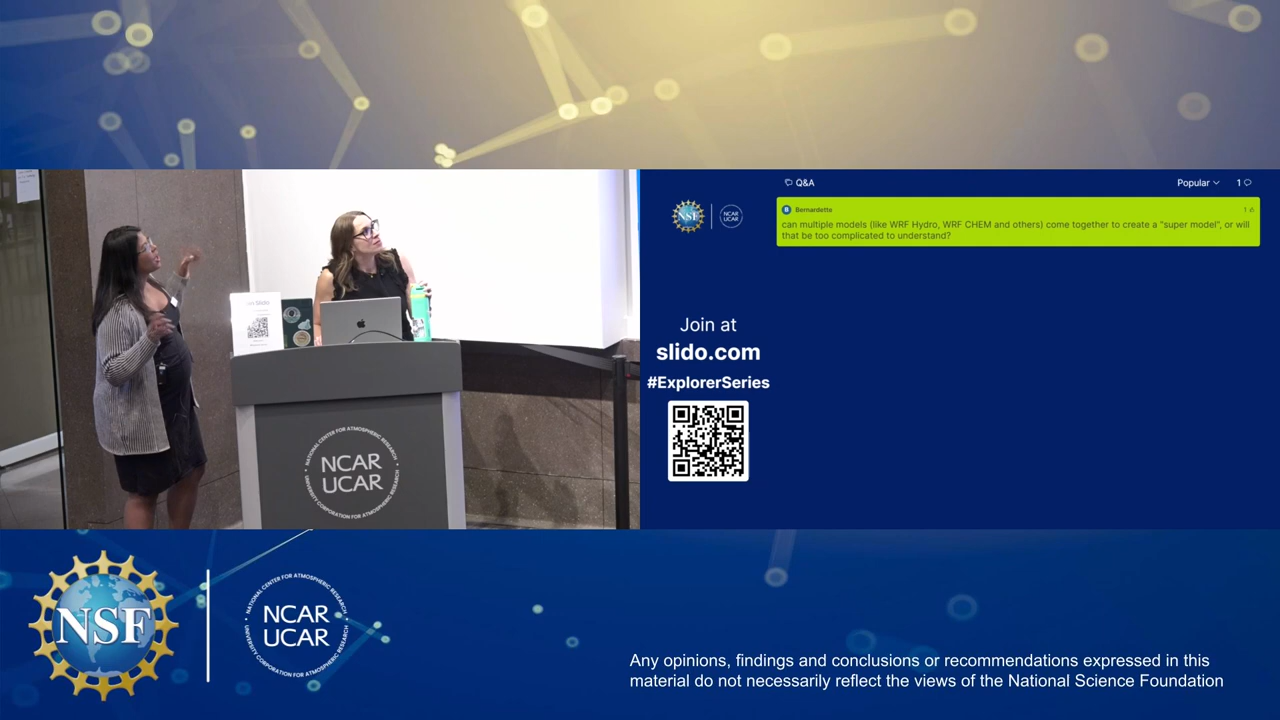 Q&A
Popular
1
NSF
NCAR
UCAR
B
Bernardette
1
can multiple models (like WRF Hydro, WRF CHEM and others) come together to create a "super model", or will
that be too complicated to understand?
Join at
slido.com
#ExplorerSeries
Slido
NATIONAL CENTER FOR ATMOSPHERIC RESEARCH
NCAR
UCAR
UNIVERSITY CORPORATION FOR ATMOSPHERIC RESEARCH
NSF
NATIONAL CENTER FOR ATMOSPHERIC RESEARCH
NCAR
UCAR
UNIVERSITY CORPORATION FOR ATMOSPHERIC RESEARCH
Any opinions, findings and conclusions or recommendations expressed in this
material do not necessarily reflect the views of the National Science Foundation